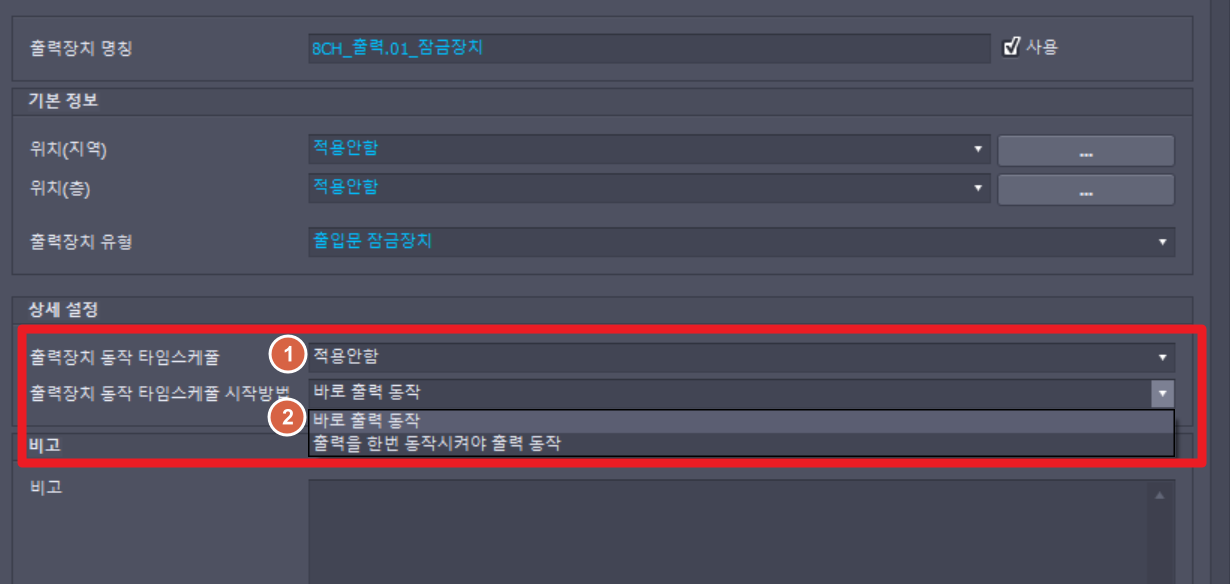 출력장치 명칭 8CH_출력.01_잠금장치 사용
기본 정보
위치(지역) 적용안함 ...
위치(층) 적용안함 ...
출력장치 유형 출입문 잠금장치
상세 설정
출력장치 동작 타임스케쥴 1 적용안함
출력장치 동작 타임스케쥴 시작방법 바로 출력 동작
2 바로 출력 동작
출력을 한번 동작시켜야 출력 동작
비고
비고